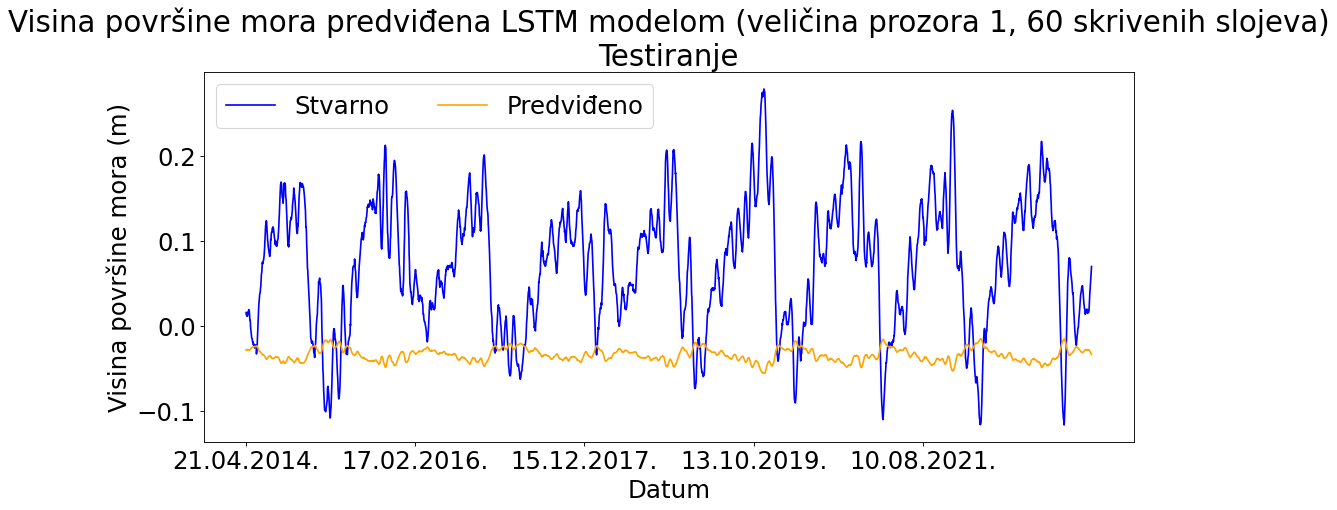 Visina površine mora predviđena LSTM modelom (veličina prozora 1, 60 skrivenih slojeva)
Testiranje
Stvarno Predviđeno
Visina površine mora (m)
0.2
0.1
0.0
−0.1
21.04.2014. 17.02.2016. 15.12.2017. 13.10.2019. 10.08.2021.
Datum